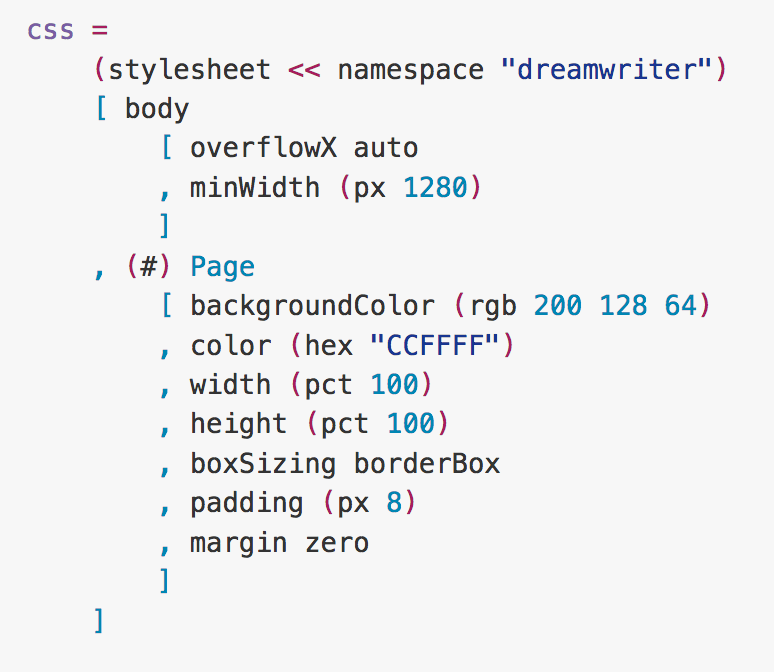 css =
    (stylesheet << namespace "dreamwriter")
    [ body
        [ overflowX auto
        , minWidth (px 1280)
        ]
    , (#) Page
        [ backgroundColor (rgb 200 128 64)
        , color (hex "CCFFFF")
        , width (pct 100)
        , height (pct 100)
        , boxSizing borderBox
        , padding (px 8)
        , margin zero
        ]
    ]